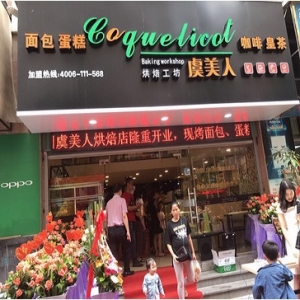 面包 蛋糕 Coquelicot 咖啡 皇茶
Baking workshop
加盟热线:4006-111-568 烘焙工坊 虞美人
虞美人烘焙店隆重开业,现烤面包、蛋糕
oppo